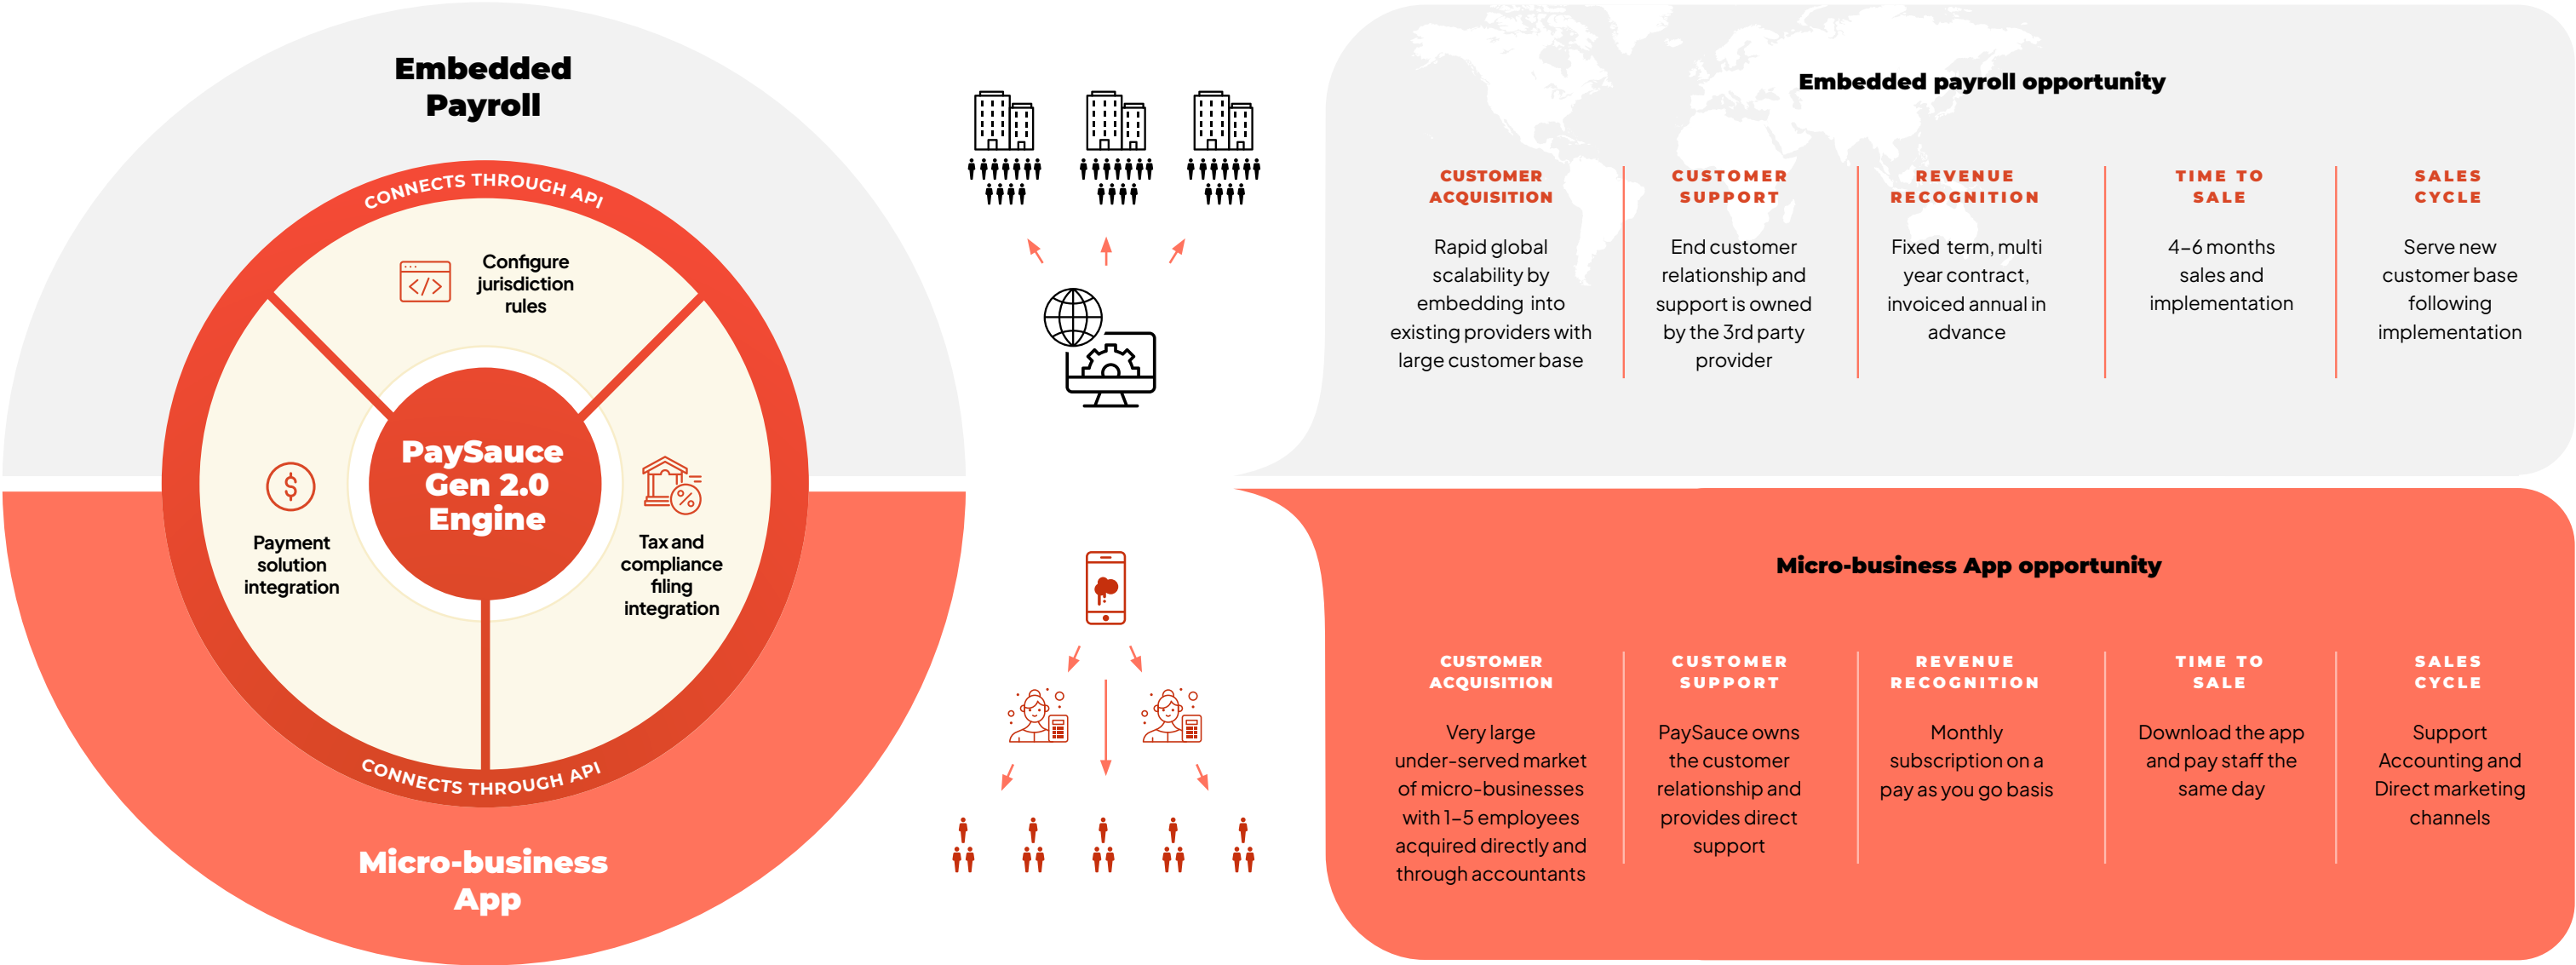 Embedded
Payroll
CONNECTS THROUGH API
Configure
jurisdiction
rules
PaySauce
Gen 2.0
Engine
Payment
solution
integration
Tax and
compliance
filing
integration
CONNECTS THROUGH API
Micro-business
App
Embedded payroll opportunity
CUSTOMER
ACQUISITION
Rapid global
scalability by
embedding into
existing providers with
large customer base
CUSTOMER
SUPPORT
End customer
relationship and
support is owned
by the 3rd party
provider
REVENUE
RECOGNITION
Fixed term, multi
year contract,
invoiced annual in
advance
TIME TO
SALE
4–6 months
sales and
implementation
SALES
CYCLE
Serve new
customer base
following
implementation
Micro-business App opportunity
CUSTOMER
ACQUISITION
Very large
under-served market
of micro-businesses
with 1–5 employees
acquired directly and
through accountants
CUSTOMER
SUPPORT
PaySauce owns
the customer
relationship and
provides direct
support
REVENUE
RECOGNITION
Monthly
subscription on a
pay as you go basis
TIME TO
SALE
Download the app
and pay staff the
same day
SALES
CYCLE
Support
Accounting and
Direct marketing
channels